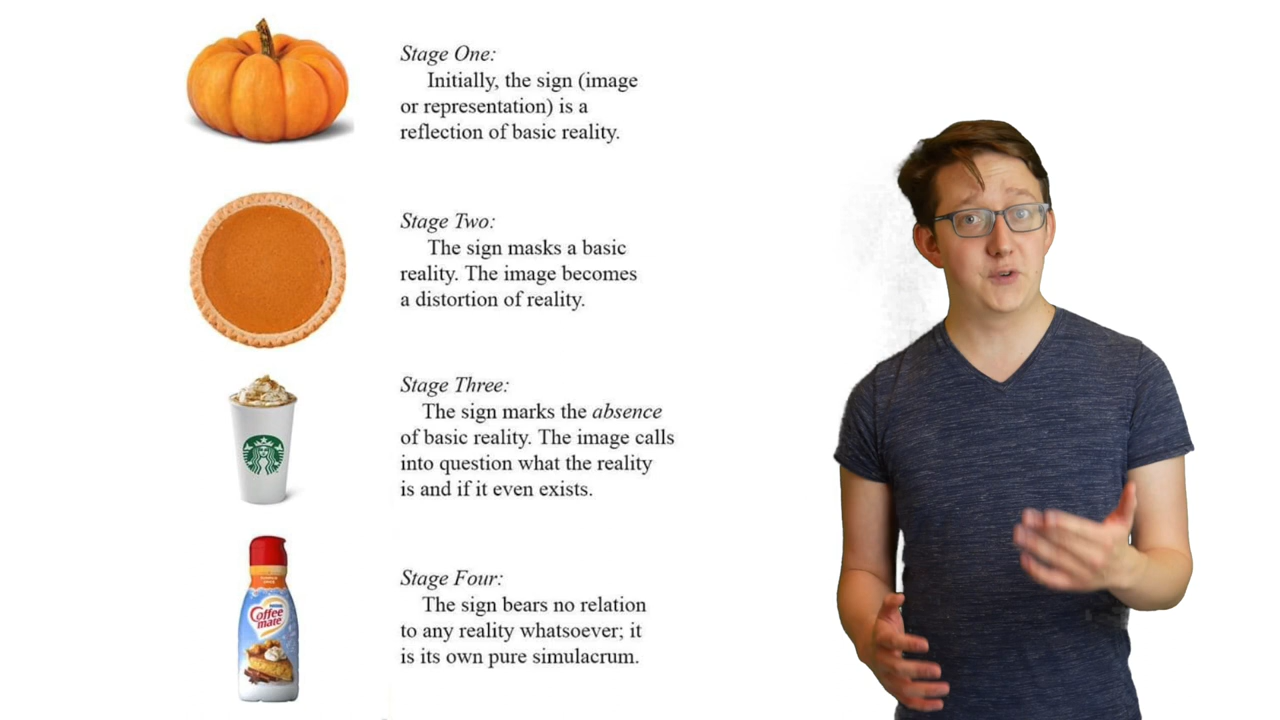 Stage One:
Initially, the sign (image
or representation) is a
reflection of basic reality.
Stage Two:
The sign masks a basic
reality. The image becomes
a distortion of reality.
Stage Three:
The sign marks the absence
of basic reality. The image calls
into question what the reality
is and if it even exists.
Stage Four:
The sign bears no relation
to any reality whatsoever; it
is its own pure simulacrum.
Coffee
mate